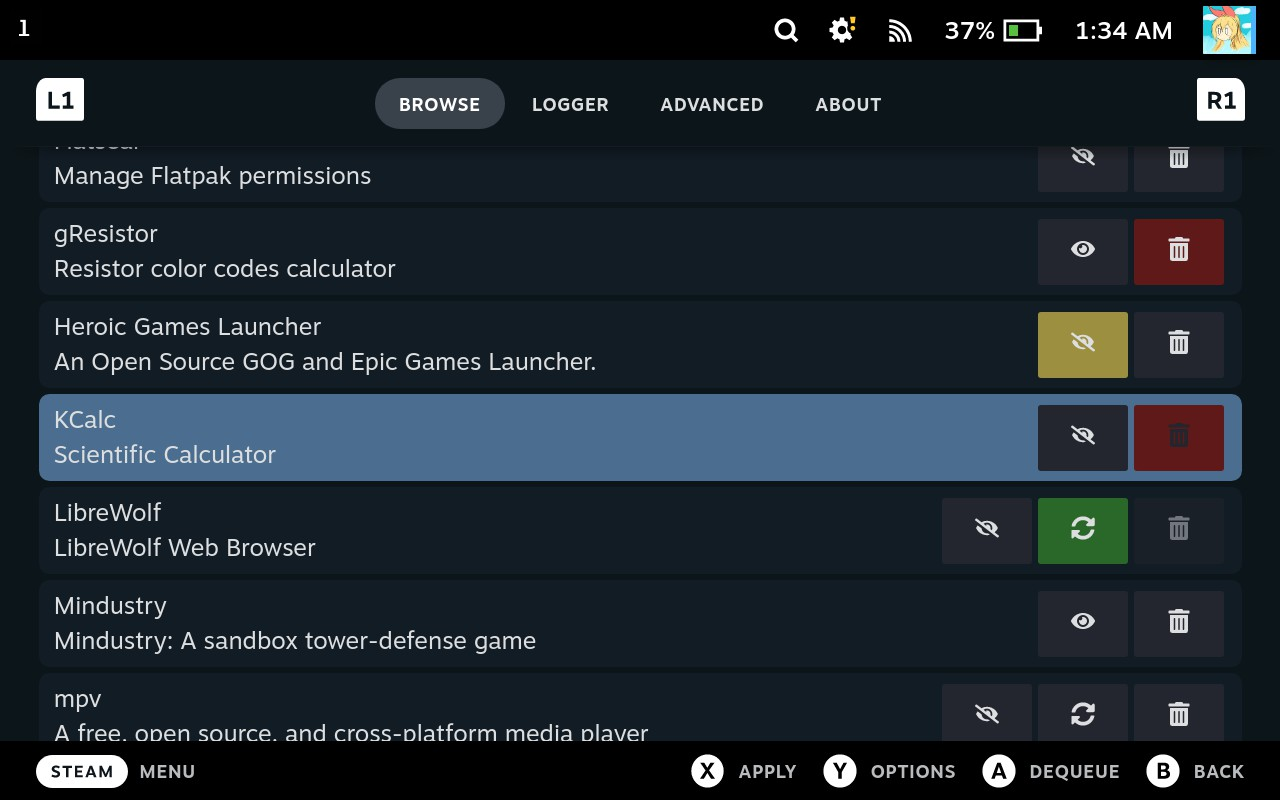 1
37%
1:34 AM
L1
BROWSE
LOGGER
ADVANCED
ABOUT
R1
Manage Flatpak permissions
gResistor
Resistor color codes calculator
Heroic Games Launcher
An Open Source GOG and Epic Games Launcher.
KCalc
Scientific Calculator
LibreWolf
LibreWolf Web Browser
Mindustry
Mindustry: A sandbox tower-defense game
mpv
A free, open source, and cross-platform media player
STEAM MENU
X APPLY
Y OPTIONS
A DEQUEUE
B BACK